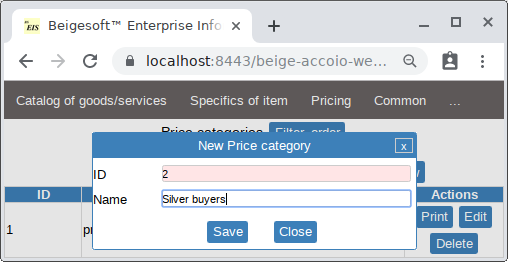 EIS
Beigesoft™ Enterprise Info
localhost:8443/beige-accoio-we...
Catalog of goods/services Specifics of item Pricing Common ...
Price categories Filter, order
New Price category x
ID 2
Name Silver buyers
Save Close
ID Actions
1 Print Edit
Delete